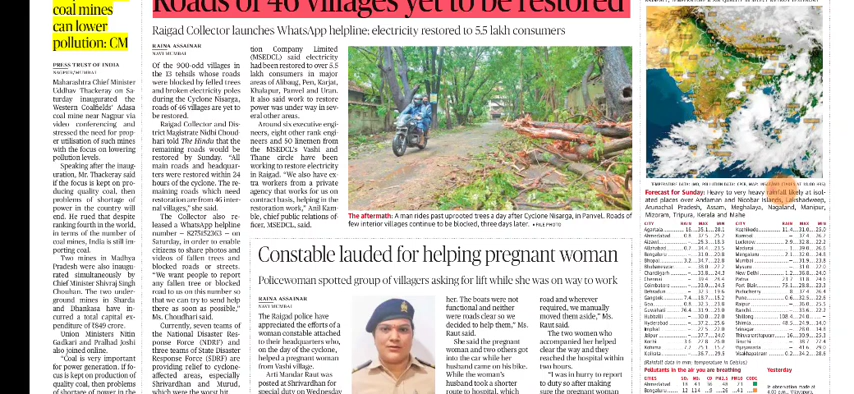 coal mines
can lower
pollution: CM
PRESS TRUST OF INDIA
NAGPUR/MUMBAI
Maharashtra Chief Minister
Uddhav Thackeray on Sa-
turday inaugurated the
Western Coalfields' Adasa
coal mine near Nagpur via
video conferencing and
stressed the need for prop-
er utilisation of such mines
with the focus on lowering
pollution levels.
Speaking after the inaug-
uration, Mr. Thackeray said
if the focus is kept on pro-
ducing quality coal, then
problems of shortage of
power in the country will
end. He rued that despite
ranking fourth in the world,
in terms of the number of
coal mines, India is still im-
porting coal.
Two mines in Madhya
Pradesh were also inaugu-
rated simultaneously by
Chief Minister Shivraj Singh
Chouhan. The two under-
ground mines in Sharda
and Dhankasa have in-
curred a total capital ex-
penditure of ₹849 crore.
Union Ministers Nitin
Gadkari and Pralhad Joshi
also joined online.
"Coal is very important
for power generation. If fo-
cus is kept on production of
quality coal, then problems
of shortage of power in the
Roads of 46 villages yet to be restored
Raigad Collector launches WhatsApp helpline; electricity restored to 5.5 lakh consumers
RAINA ASSAINAR
NAVI MUMBAI
Of the 900-odd villages in
the 13 tehsils whose roads
were blocked by felled trees
and broken electricity poles
during the Cyclone Nisarga,
roads of 46 villages are yet to
be restored.
Raigad Collector and Dis-
trict Magistrate Nidhi Choud-
hari told The Hindu that the
remaining roads would be
restored by Sunday. "All
main roads and headquar-
ters were restored within 24
hours of the cyclone. The re-
maining roads which need
restoration are from 46 inter-
nal villages," she said.
The Collector also re-
leased a WhatsApp helpline
number – 8275152363 – on
Saturday, in order to enable
citizens to share photos and
videos of fallen trees and
blocked roads or streets.
"We want people to report
any fallen tree or blocked
road to us on this number so
that we can try to send help
there as soon as possible,"
Ms. Choudhari said.
Currently, seven teams of
the National Disaster Res-
ponse Force (NDRF) and
three teams of State Disaster
Response Force (SDRF) are
providing relief to cyclone-
affected areas, especially
Shrivardhan and Murud,
which were the worst hit.
tion Company Limited
(MSEDCL) said electricity
had been restored to over 5.5
lakh consumers in major
areas of Alibaug, Pen, Karjat,
Khalapur, Panvel and Uran.
It also said work to restore
power was under way in sev-
eral other areas.
Around six executive engi-
neers, eight other rank engi-
neers and 50 linemen from
the MSEDCL's Vashi and
Thane circle have been
working to restore electricity
in Raigad. "We also have ex-
tra workers from a private
agency that works for us on
contract basis, helping in the
restoration work," Anil Kam-
ble, chief public relations of-
ficer, MSEDCL, said.
The aftermath: A man rides past uprooted trees a day after Cyclone Nisarga, in Panvel. Roads of
few interior villages continue to be blocked, three days later. FILE PHOTO
Constable lauded for helping pregnant woman
Policewoman spotted group of villagers asking for lift while she was on way to work
RAINA ASSAINAR
NAVI MUMBAI
The Raigad police have
appreciated the efforts of a
woman constable attached
to their headquarters who,
on the day of the cyclone,
helped a pregnant woman
from Vashi village.
Arti Mandar Raut was
posted at Shrivardhan for
special duty on Wednesday
her. The boats were not
functional and neither
were roads clear so we
decided to help them," Ms.
Raut said.
She said the pregnant
woman and two others got
into the car while her
husband came on his bike.
While the woman's
husband took a shorter
route to hospital, which
road and wherever
required, we manually
moved them aside," Ms.
Raut said.
The two women who
accompanied her helped
clear the way and they
reached the hospital within
two hours.
"I was in hurry to report
to duty so after making
sure the pregnant woman
Forecast for Sunday: Heavy to very heavy rainfall likely at isol-
ated places over Andaman and Nicobar Islands, Lakshadweep,
Arunachal Pradesh, Assam, Meghalaya, Nagaland, Manipur,
Mizoram, Tripura, Kerala and Mahe
Pollutants in the air you are breathing
Yesterday